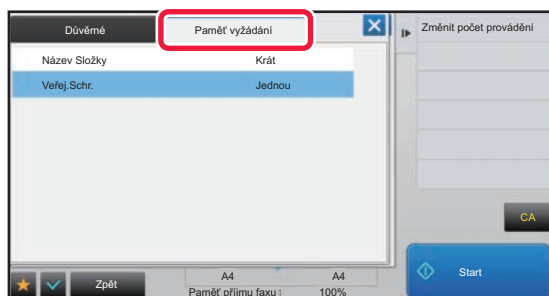 Důvěrné
Paměť vyžádání
Změnit počet provádění
Název Složky Krát
Veřej.Schr. Jednou
CA
A4 A4
Start
Zpět
Paměť příjmu faxu: 100%